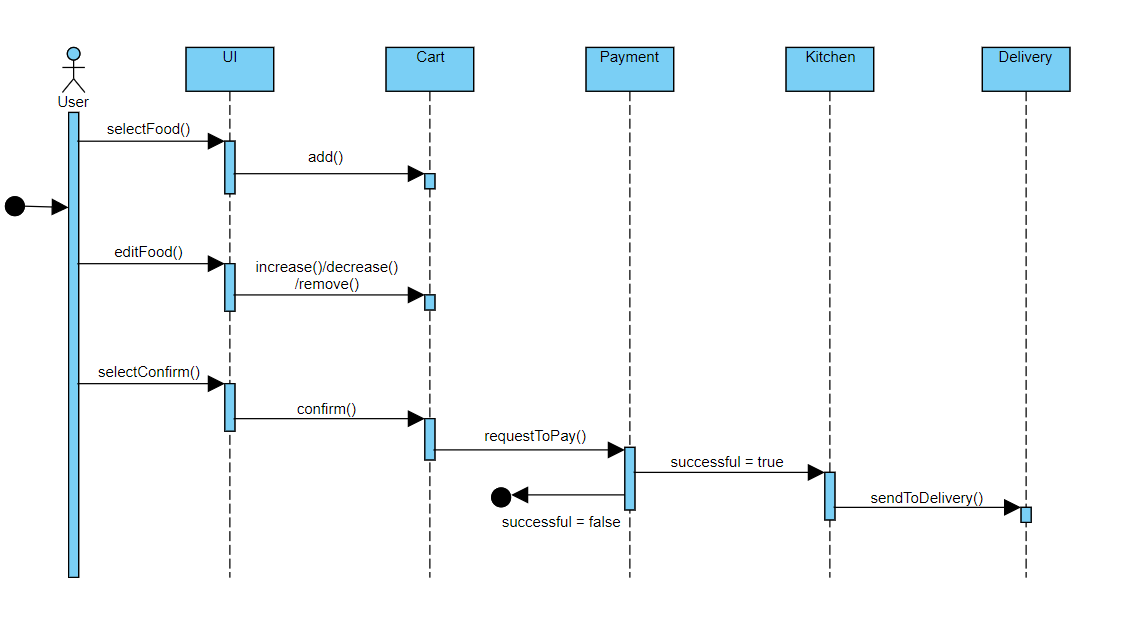 UI
Cart
Payment
Kitchen
Delivery
User
selectFood()
add()
editFood()
increase()/decrease()
/remove()
selectConfirm()
confirm()
requestToPay()
successful = true
sendToDelivery()
successful = false